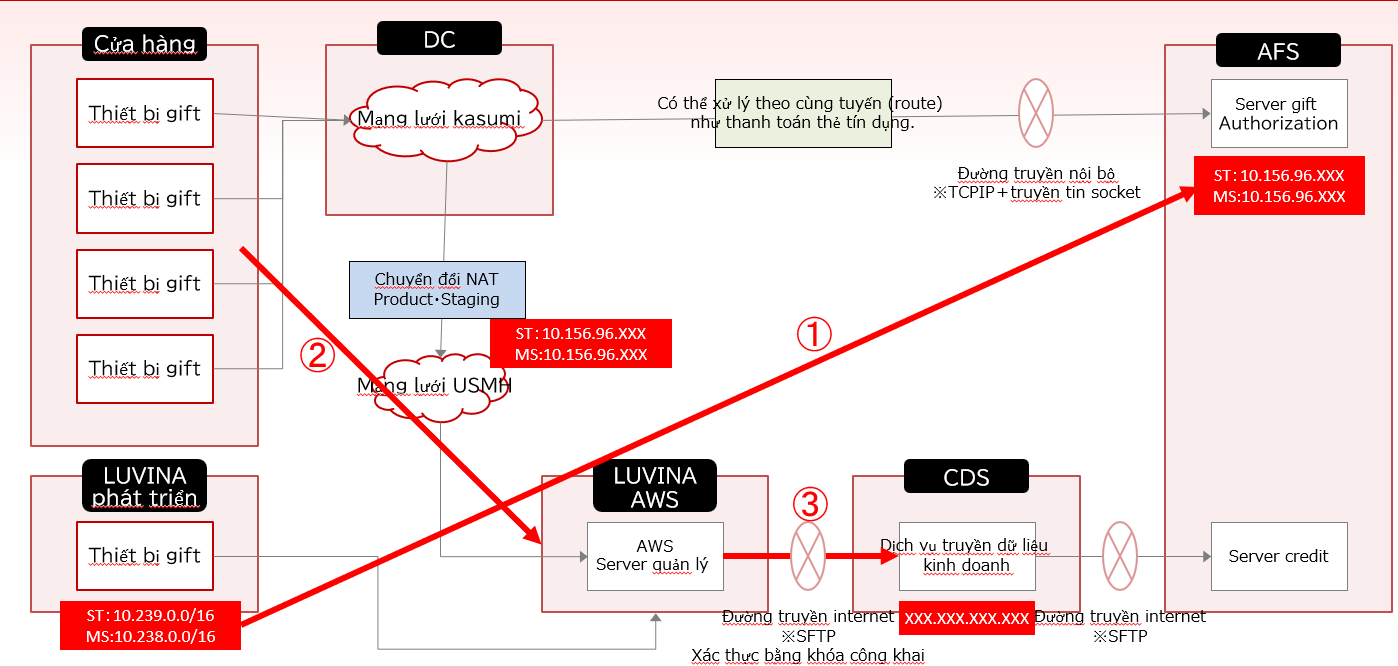 Cửa hàng
DC
AFS
Thiết bị gift
Thiết bị gift
Thiết bị gift
Thiết bị gift
Mạng lưới kasumi
Có thể xử lý theo cùng tuyến (route)
như thanh toán thẻ tín dụng.
Server gift
Authorization
Đường truyền nội bộ
※TCPIP＋truyền tin socket
ST：10.156.96.XXX
MS:10.156.96.XXX
Chuyển đổi NAT
Product・Staging
ST：10.156.96.XXX
MS:10.156.96.XXX
①
②
Mạng lưới USMH
LUVINA
phát triển
Thiết bị gift
ST：10.239.0.0/16
MS:10.238.0.0/16
LUVINA
AWS
AWS
Server quản lý
③
CDS
Dịch vụ truyền dữ liệu
kinh doanh
Server credit
Đường truyền internet
※SFTP
Xác thực bằng khóa công khai
XXX.XXX.XXX.XXX
Đường truyền internet
※SFTP